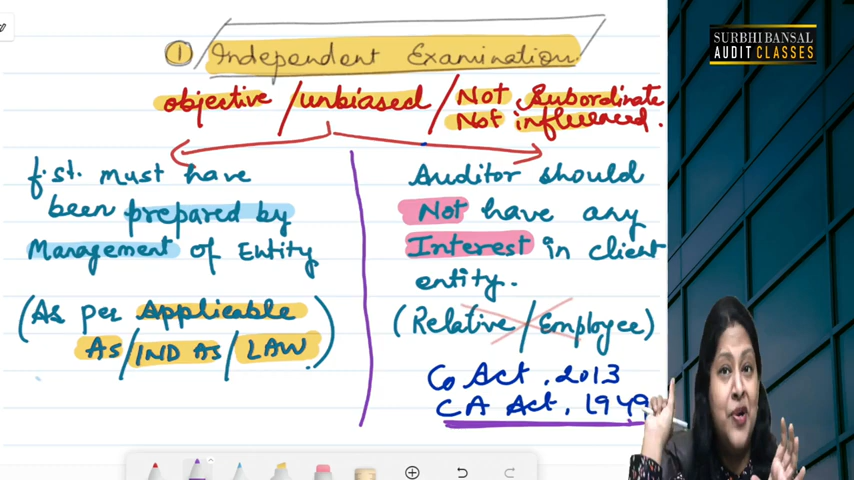 SURBHI BANSAL
AUDIT CLASSES
① Independent Examination.
objective / unbiased / Not Subordinate
Not influenced.
f.st. must have
been prepared by
Management of Entity
(As per Applicable
AS/IND AS/LAW.)
Auditor should
Not have any
Interest in client
entity.
(Relative/Employee)
Co Act, 2013
CA Act, 1949